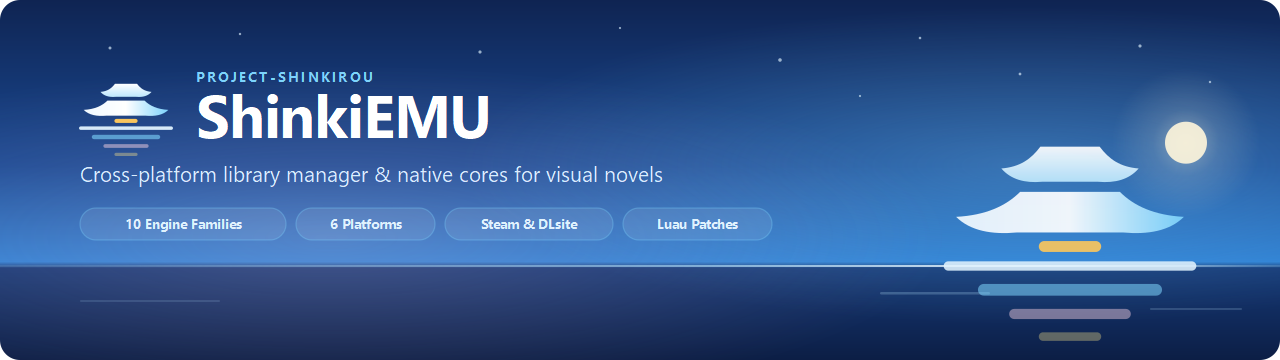 PROJECT-SHINKIROU
ShinkiEMU
Cross-platform library manager & native cores for visual novels
10 Engine Families
6 Platforms
Steam & DLsite
Luau Patches